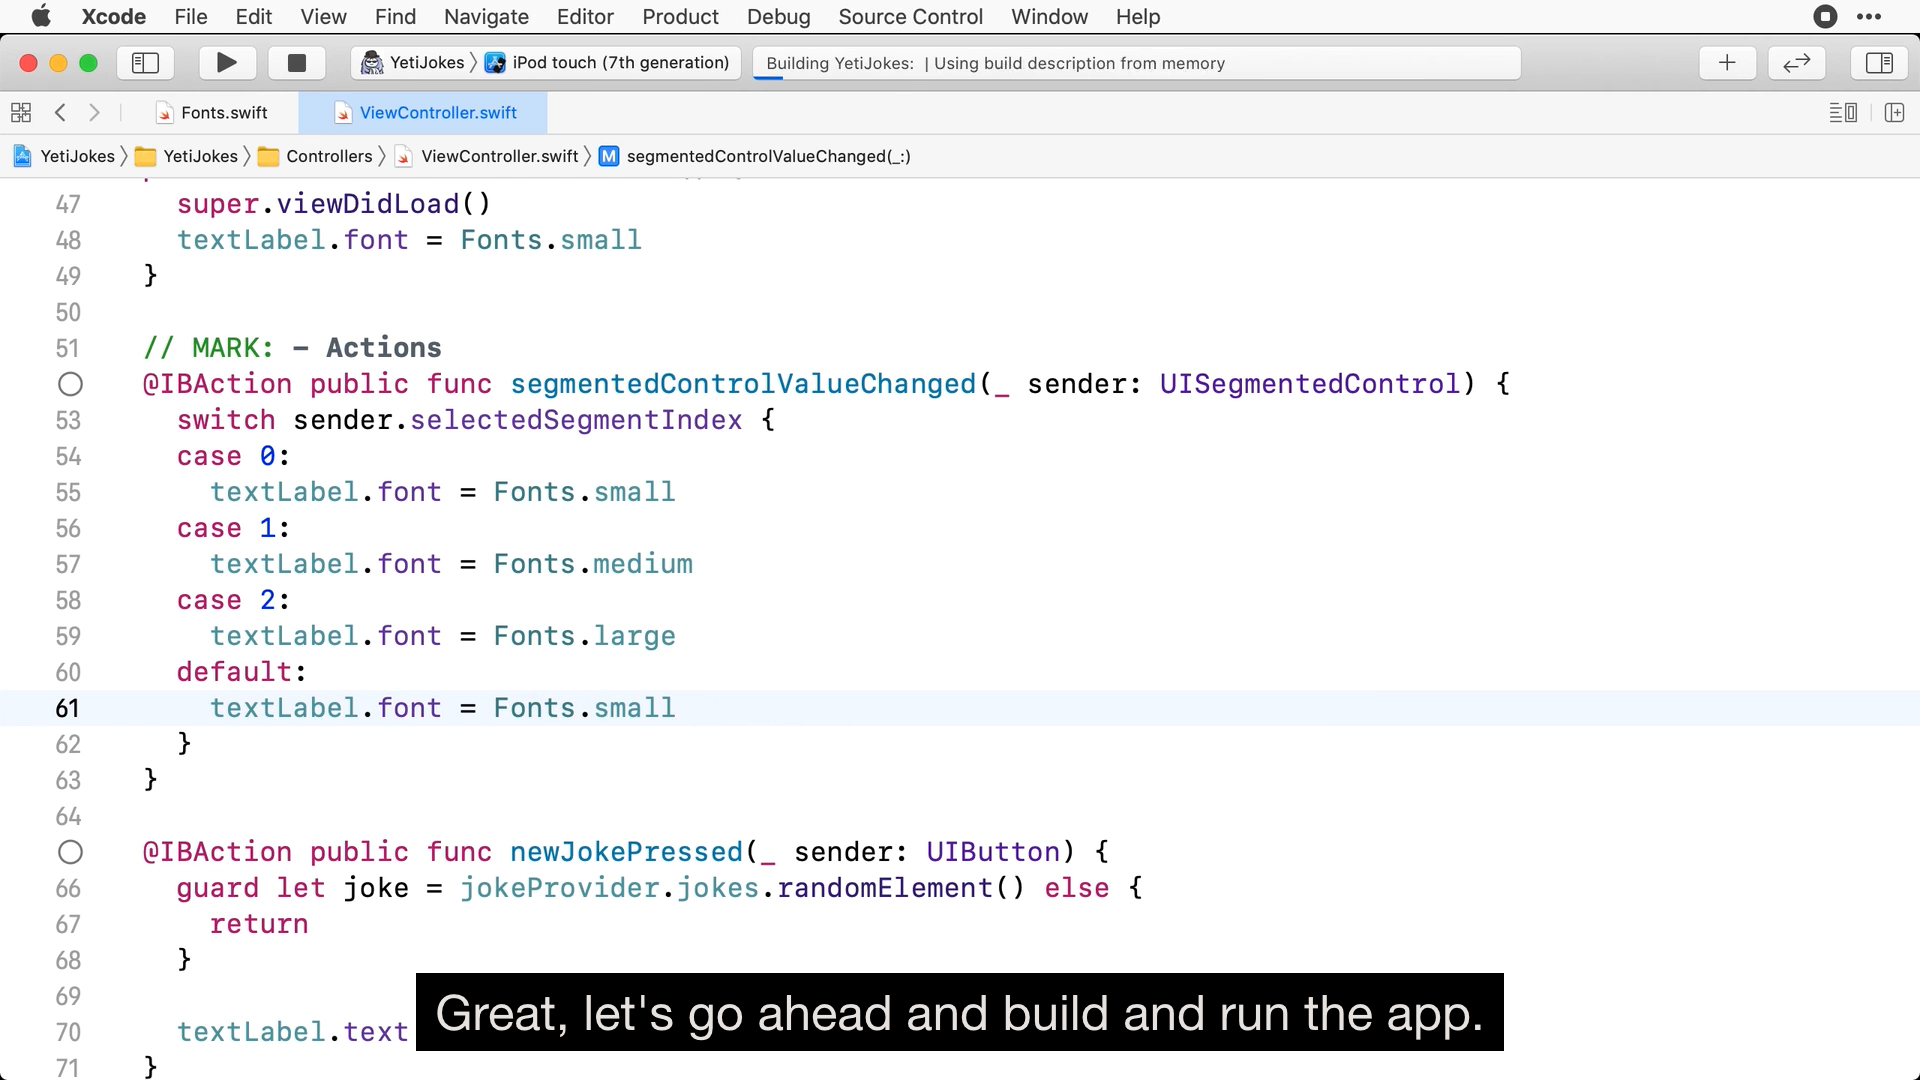 Xcode File Edit View Find Navigate Editor Product Debug Source Control Window Help
YetiJokes iPod touch (7th generation) Building YetiJokes: | Using build description from memory
Fonts.swift ViewController.swift
YetiJokes YetiJokes Controllers ViewController.swift M segmentedControlValueChanged(_:)
47 super.viewDidLoad()
48 textLabel.font = Fonts.small
49 }
50
51 // MARK: - Actions
@IBAction public func segmentedControlValueChanged(_ sender: UISegmentedControl) {
53 switch sender.selectedSegmentIndex {
54 case 0:
55 textLabel.font = Fonts.small
56 case 1:
57 textLabel.font = Fonts.medium
58 case 2:
59 textLabel.font = Fonts.large
60 default:
61 textLabel.font = Fonts.small
62 }
63 }
64
@IBAction public func newJokePressed(_ sender: UIButton) {
66 guard let joke = jokeProvider.jokes.randomElement() else {
67 return
68 }
69
70 textLabel.text
71 }
Great, let's go ahead and build and run the app.